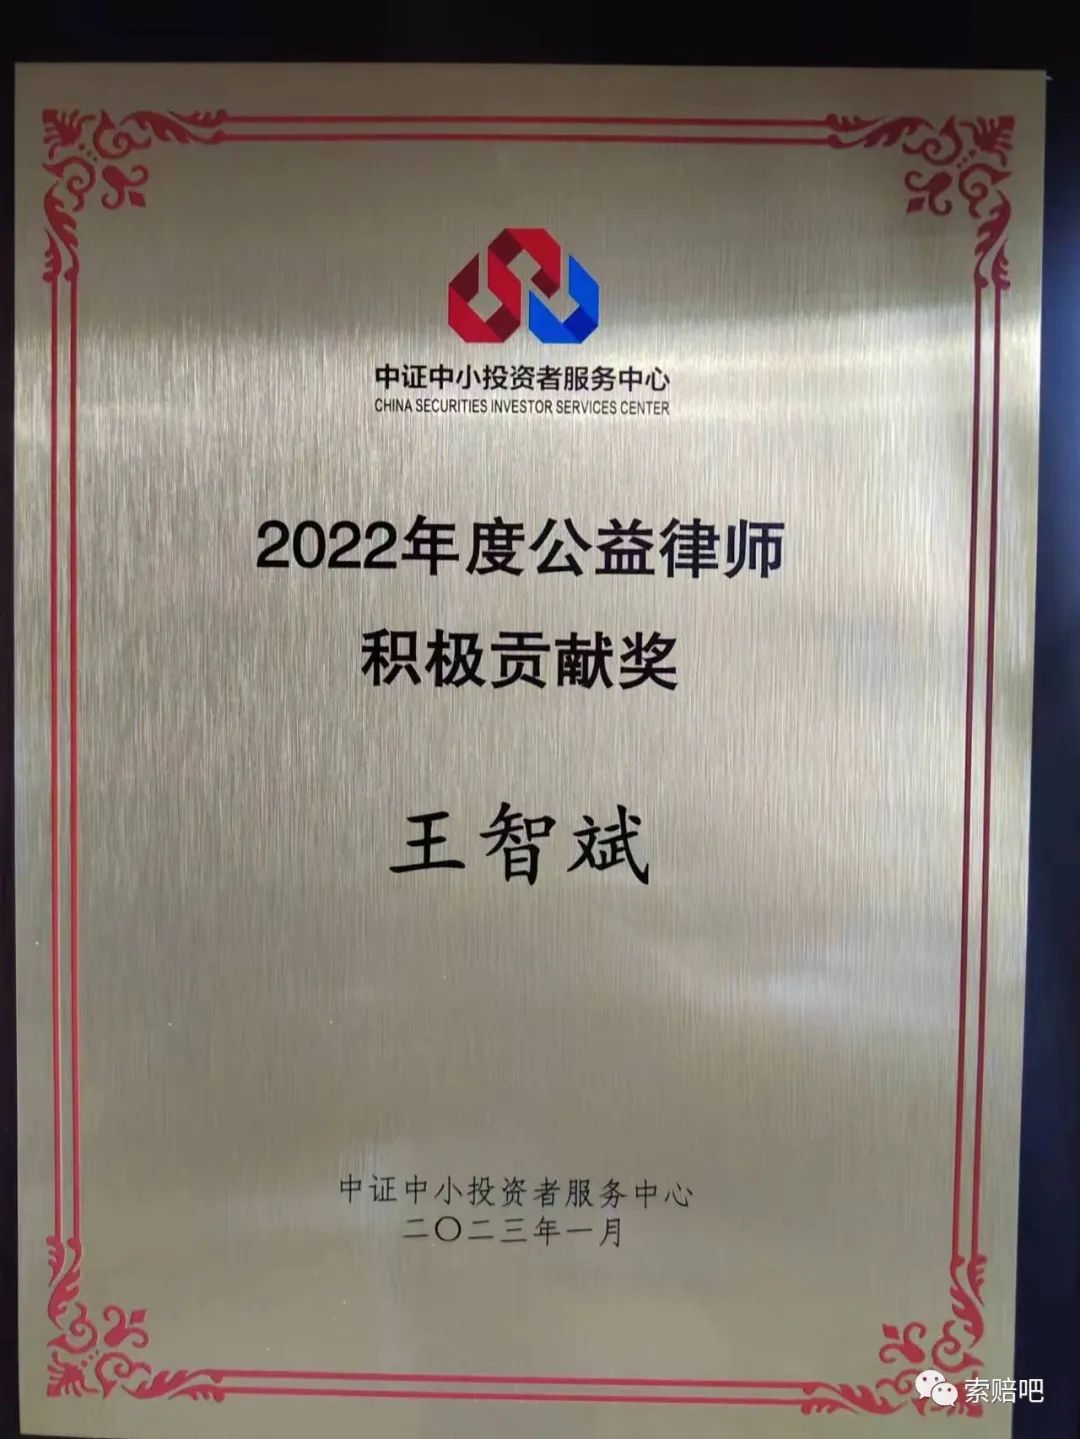 中证中小投资者服务中心
CHINA SECURITIES INVESTOR SERVICES CENTER
2022年度公益律师
积极贡献奖
王智斌
中证中小投资者服务中心
二〇二三年一月
索赔吧